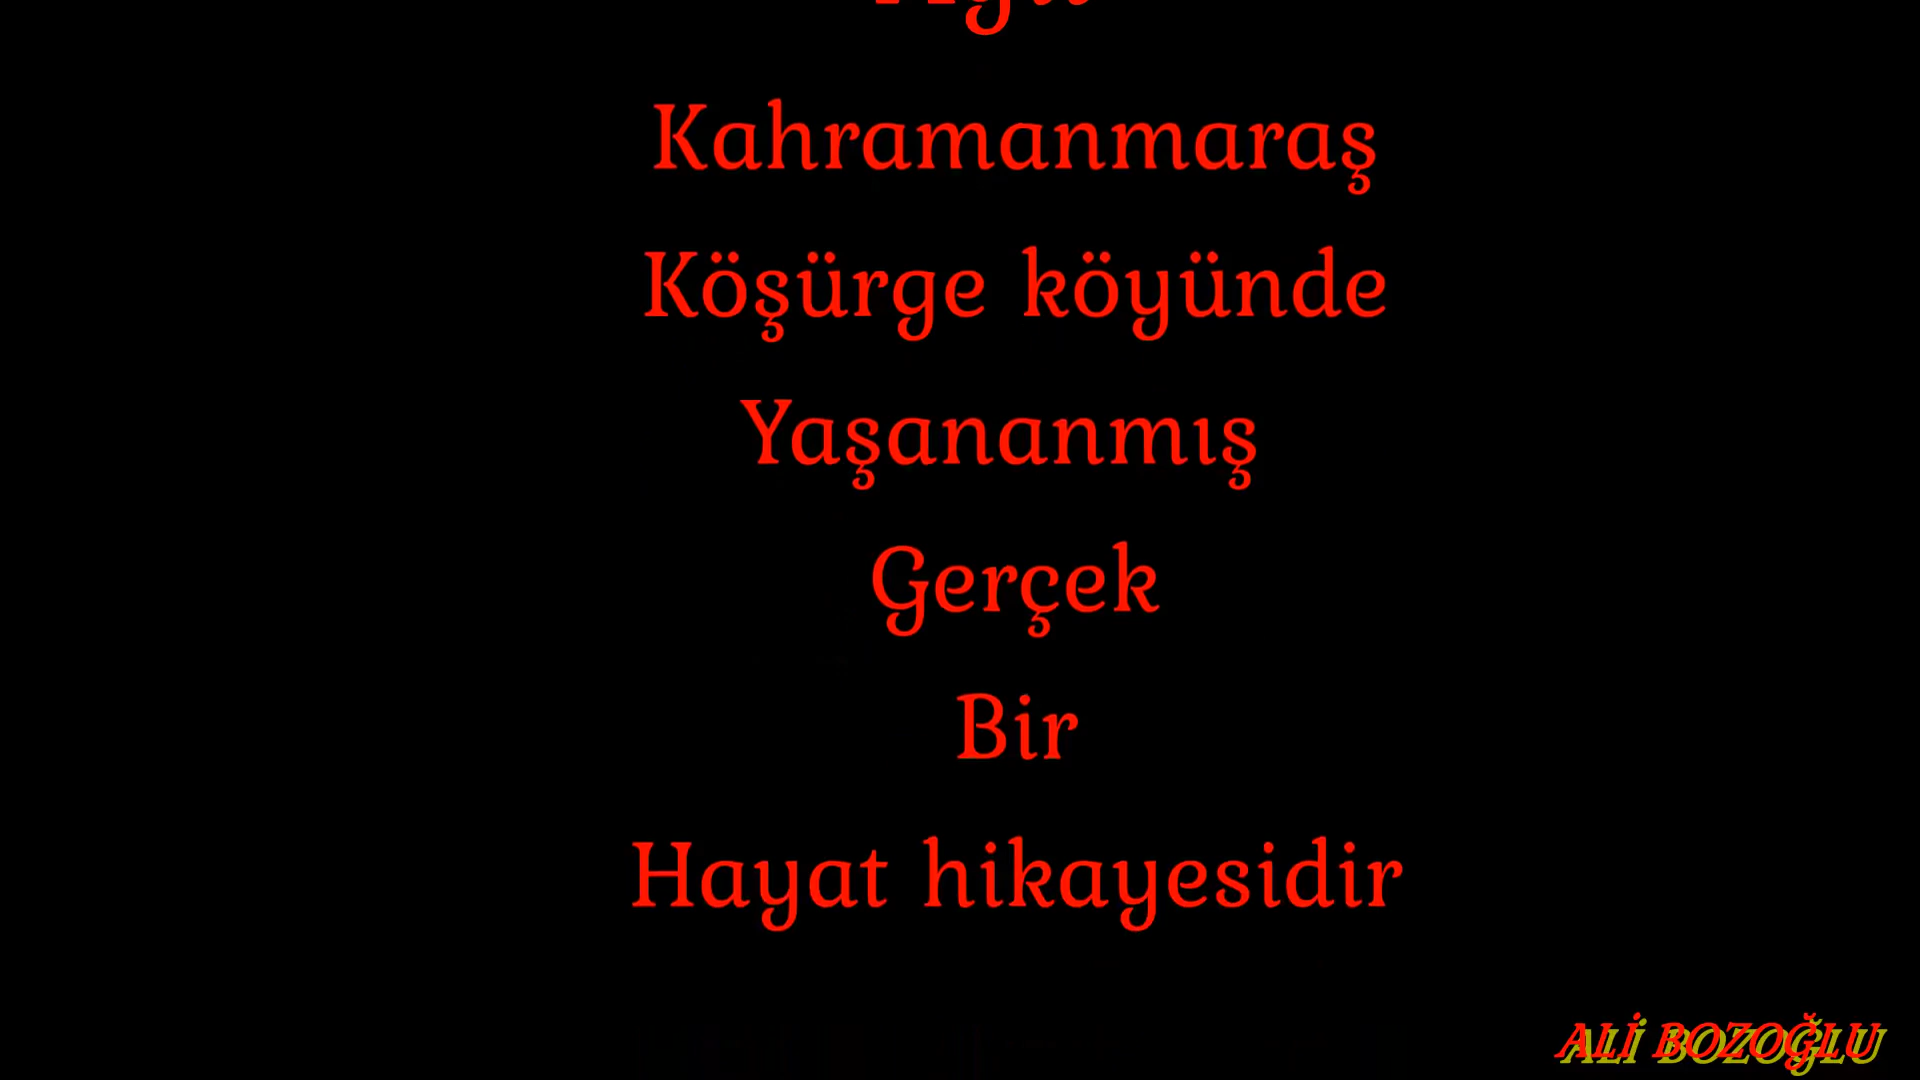 Kahramanmaraş
Köşürge köyünde
Yaşananmış
Gerçek
Bir
Hayat hikayesidir
ALİ BOZOĞLU